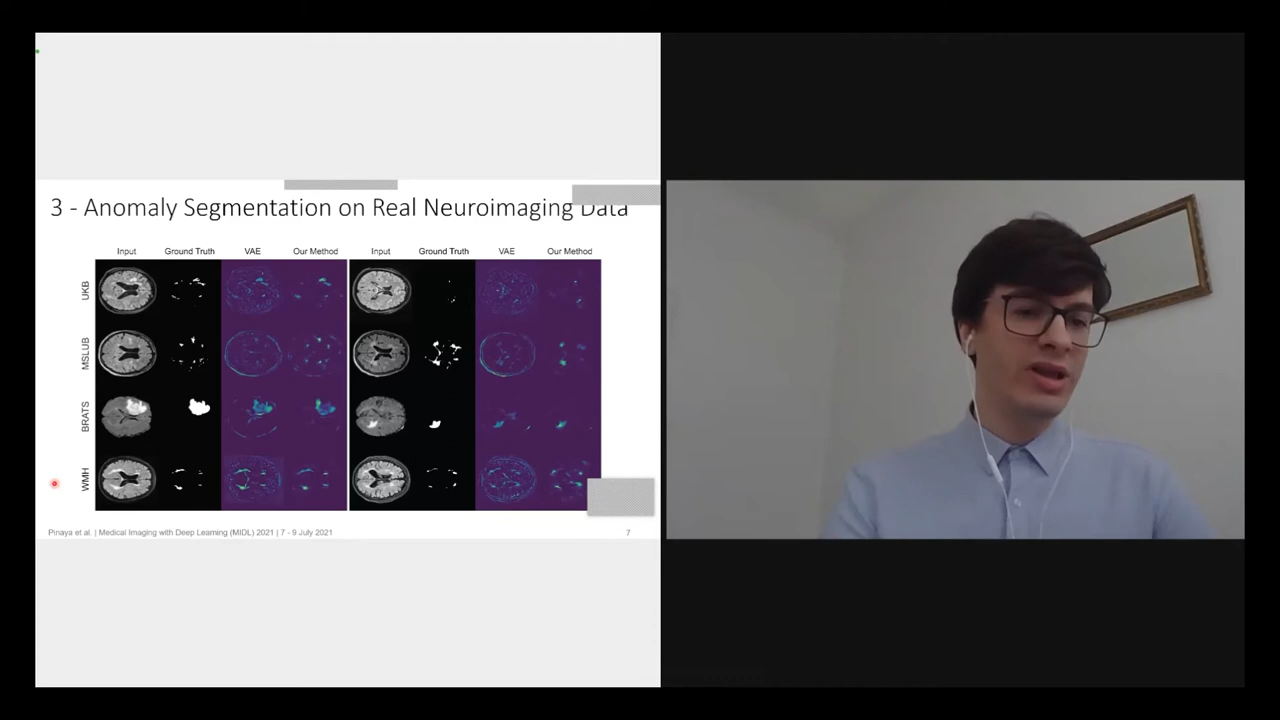 3 - Anomaly Segmentation on Real Neuroimaging Data
Input Ground Truth VAE Our Method Input Ground Truth VAE Our Method
UKB
MSLUB
BRATS
WMH
Pinaya et al. | Medical Imaging with Deep Learning (MIDL) 2021 | 7 - 9 July 2021
7